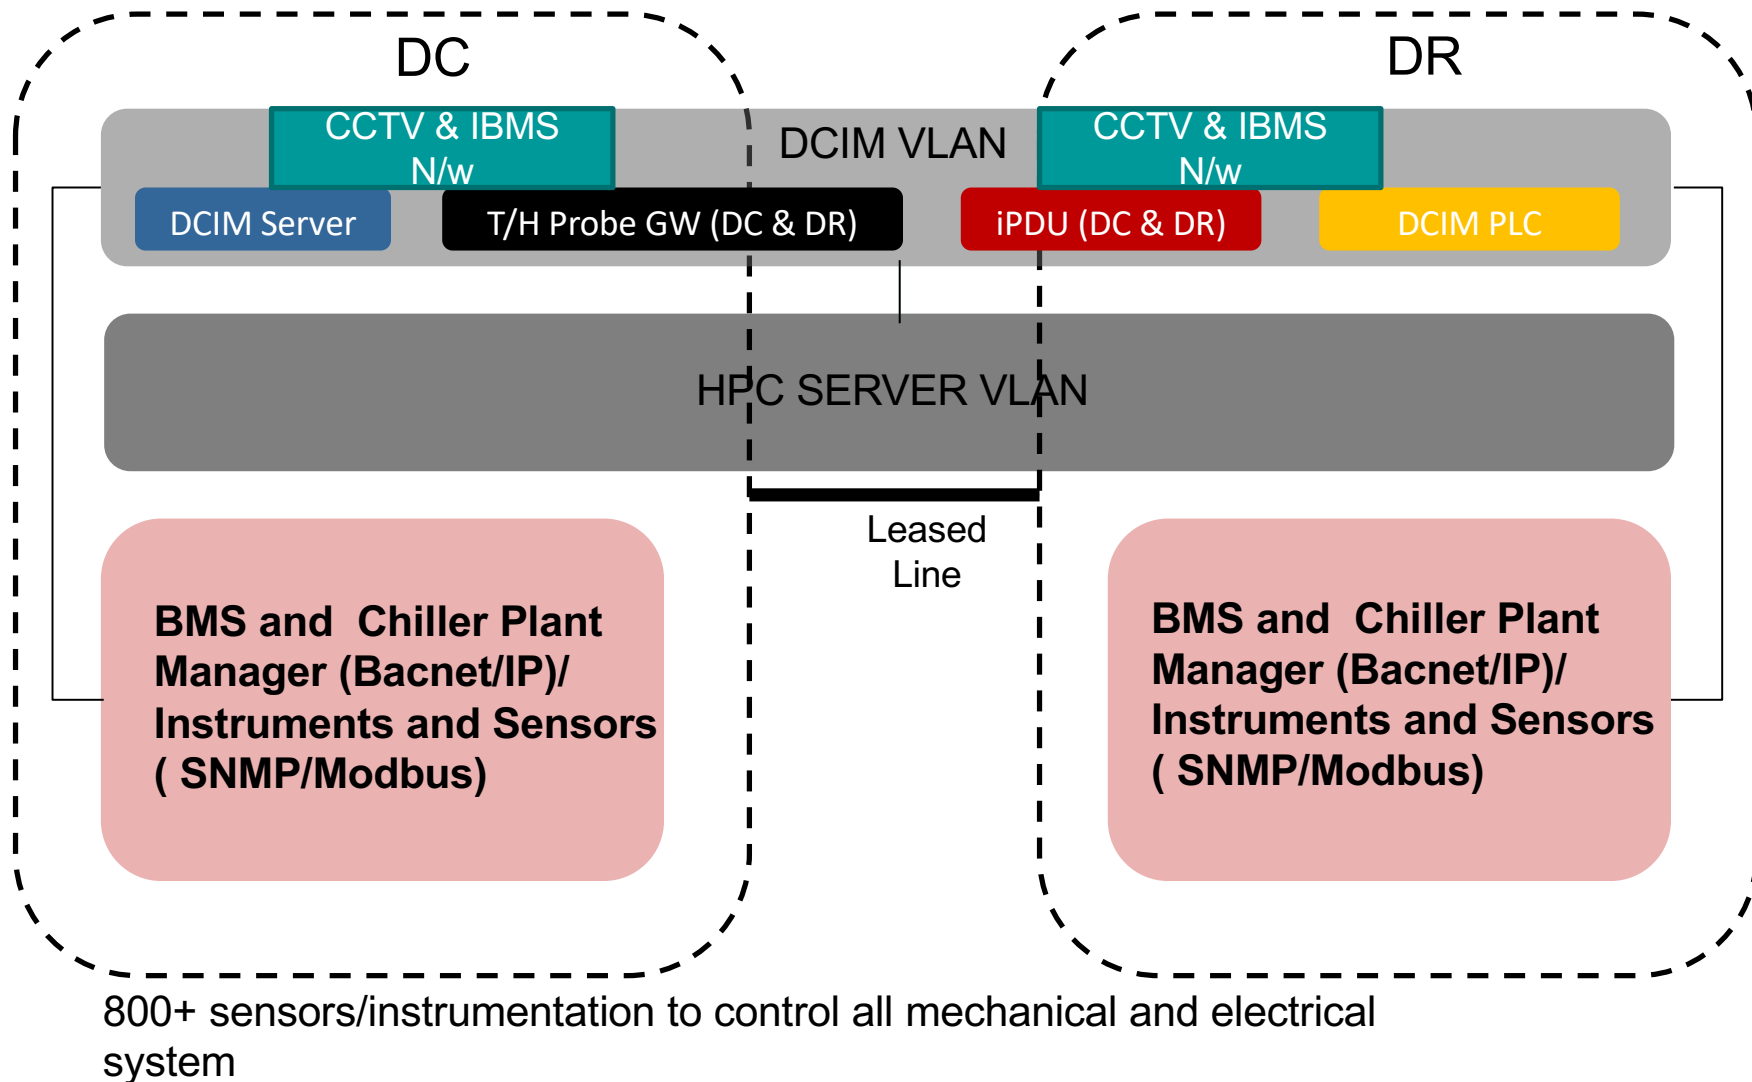 DC
DR
CCTV & IBMS
N/w
DCIM VLAN
CCTV & IBMS
N/w
DCIM Server
T/H Probe GW (DC & DR)
iPDU (DC & DR)
DCIM PLC
HPC SERVER VLAN
Leased
Line
BMS and  Chiller Plant
Manager (Bacnet/IP)/
Instruments and Sensors
( SNMP/Modbus)
BMS and  Chiller Plant
Manager (Bacnet/IP)/
Instruments and Sensors
( SNMP/Modbus)
800+ sensors/instrumentation to control all mechanical and electrical
system